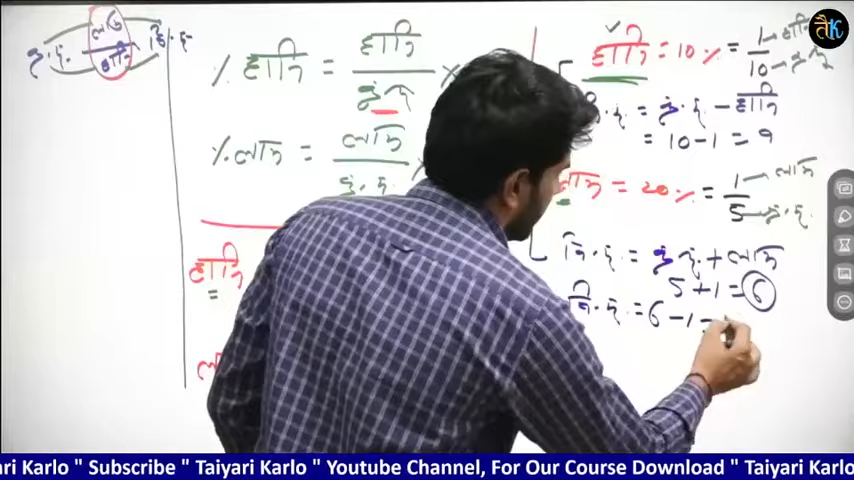 लाभ
क्र.मू. हानि वि.मू.
% हानि = हानि / क्र.मू. ×
% लाभ = लाभ / क्र.मू.
हानि
=
हानि = 10% = 1/10 → क्र.मू.
.मू. = क्र.मू. - हानि
= 10 - 1 = 9
लाभ = 20% = 1/5 → लाभ → क्र.मू.
वि.मू. = क्र.मू. + लाभ
5 + 1 = 6
वि.मू. = 6 - 1 =
ari Karlo " Subscribe " Taiyari Karlo " Youtube Channel, For Our Course Download " Taiyari Karlo